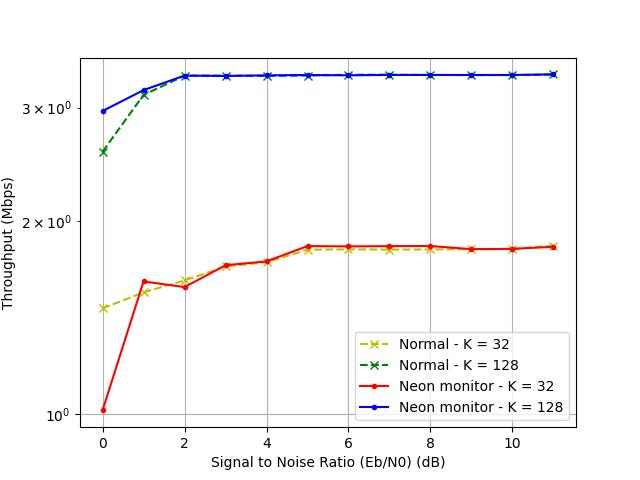 3 × 10⁰
2 × 10⁰
10⁰
Throughput (Mbps)
Normal - K = 32
Normal - K = 128
Neon monitor - K = 32
Neon monitor - K = 128
0 2 4 6 8 10
Signal to Noise Ratio (Eb/N0) (dB)